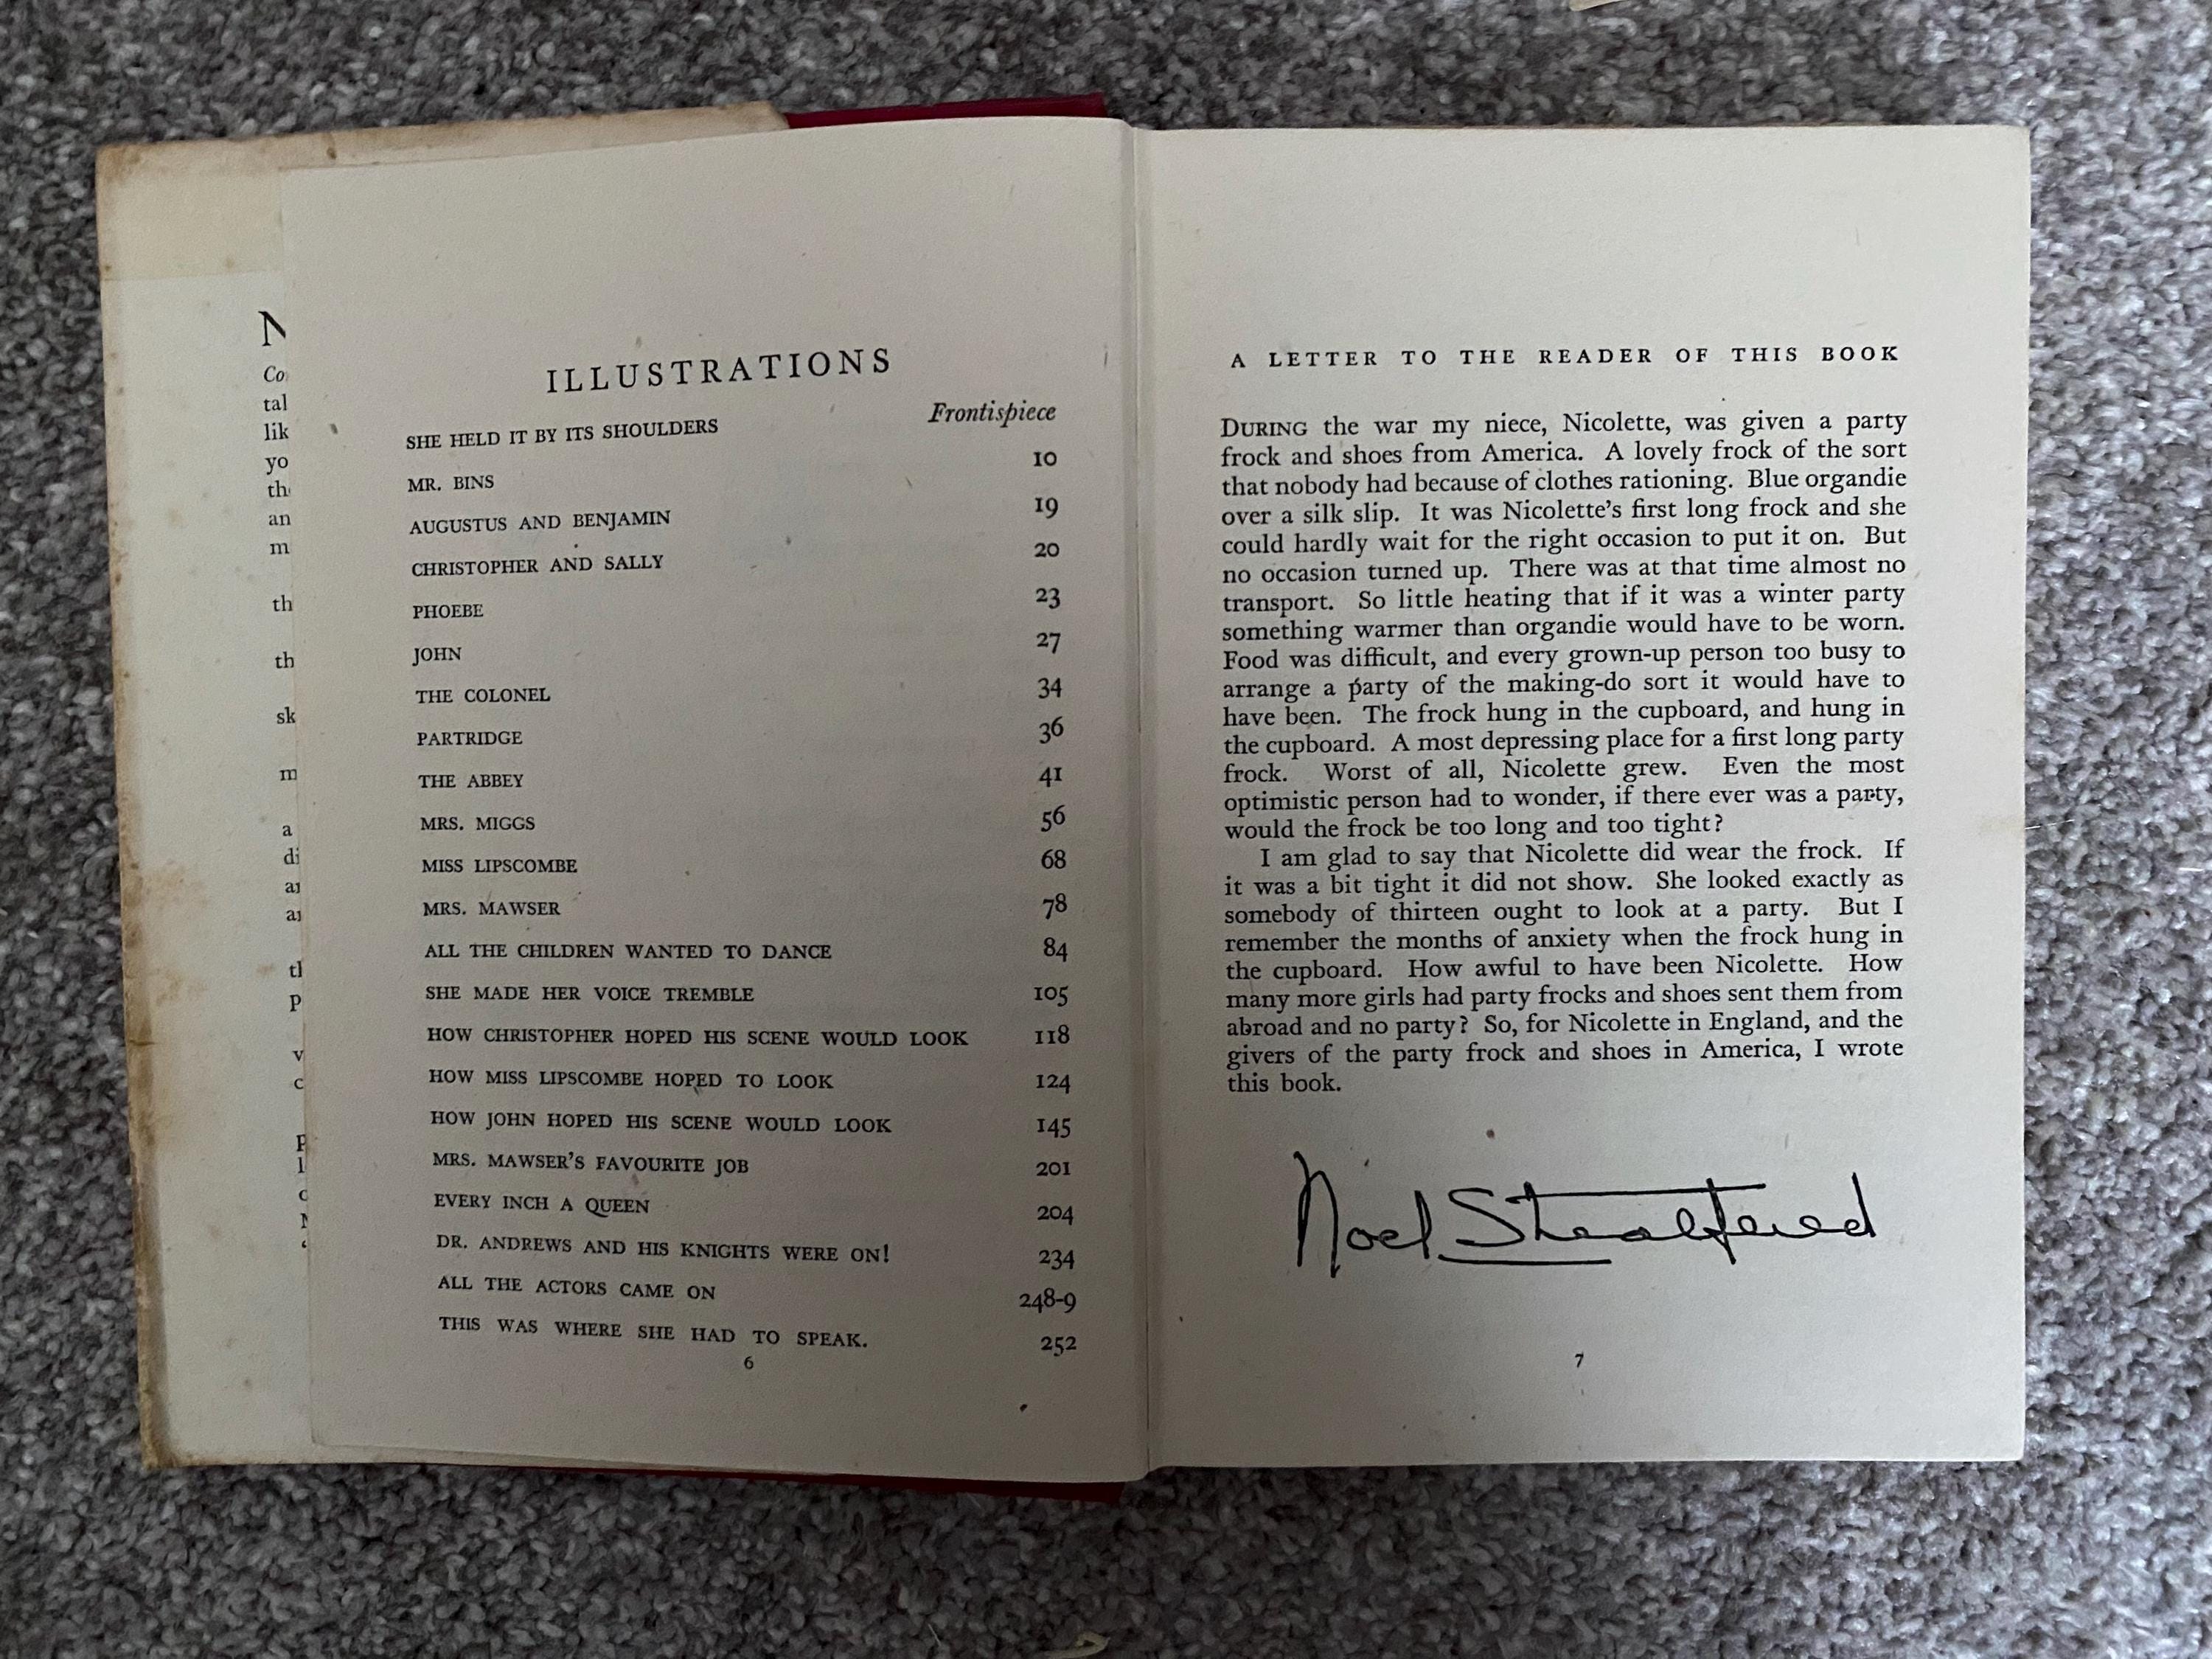 N
Co
tal
lik
yo
th
an
m
th
th
sk
m
a
di
a
a
tl
p
v
c
P
l
c
N
ILLUSTRATIONS
SHE HELD IT BY ITS SHOULDERS Frontispiece
MR. BINS 10
AUGUSTUS AND BENJAMIN 19
CHRISTOPHER AND SALLY 20
PHOEBE 23
JOHN 27
THE COLONEL 34
PARTRIDGE 36
THE ABBEY 41
MRS. MIGGS 56
MISS LIPSCOMBE 68
MRS. MAWSER 78
ALL THE CHILDREN WANTED TO DANCE 84
SHE MADE HER VOICE TREMBLE 105
HOW CHRISTOPHER HOPED HIS SCENE WOULD LOOK 118
HOW MISS LIPSCOMBE HOPED TO LOOK 124
HOW JOHN HOPED HIS SCENE WOULD LOOK 145
MRS. MAWSER'S FAVOURITE JOB 201
EVERY INCH A QUEEN 204
DR. ANDREWS AND HIS KNIGHTS WERE ON! 234
ALL THE ACTORS CAME ON 248-9
THIS WAS WHERE SHE HAD TO SPEAK. 252
6
A LETTER TO THE READER OF THIS BOOK
DURING the war my niece, Nicolette, was given a party
frock and shoes from America. A lovely frock of the sort
that nobody had because of clothes rationing. Blue organdie
over a silk slip. It was Nicolette's first long frock and she
could hardly wait for the right occasion to put it on. But
no occasion turned up. There was at that time almost no
transport. So little heating that if it was a winter party
something warmer than organdie would have to be worn.
Food was difficult, and every grown-up person too busy to
arrange a party of the making-do sort it would have to
have been. The frock hung in the cupboard, and hung in
the cupboard. A most depressing place for a first long party
frock. Worst of all, Nicolette grew. Even the most
optimistic person had to wonder, if there ever was a party,
would the frock be too long and too tight?
I am glad to say that Nicolette did wear the frock. If
it was a bit tight it did not show. She looked exactly as
somebody of thirteen ought to look at a party. But I
remember the months of anxiety when the frock hung in
the cupboard. How awful to have been Nicolette. How
many more girls had party frocks and shoes sent them from
abroad and no party? So, for Nicolette in England, and the
givers of the party frock and shoes in America, I wrote
this book.
Noel Streatfeild
7